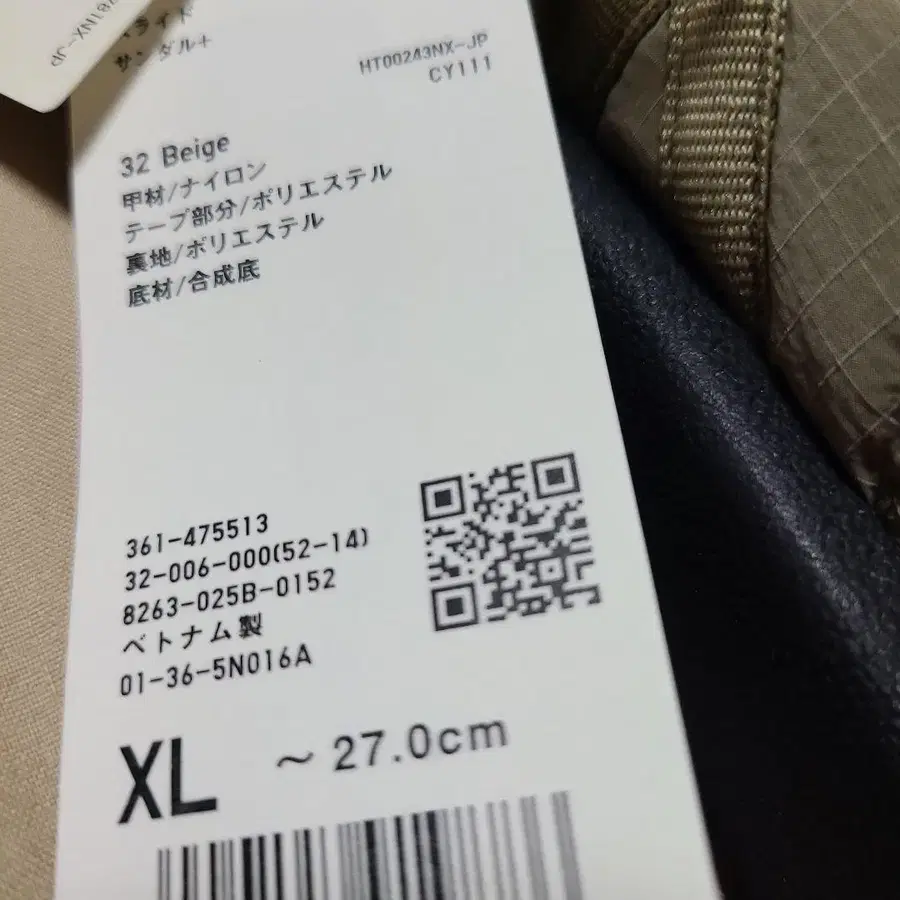 サンダル+
HT00243NX-JP
CY111
32 Beige
甲材/ナイロン
テープ部分/ポリエステル
裏地/ポリエステル
底材/合成底
361-475513
32-006-000(52-14)
8263-025B-0152
ベトナム製
01-36-5N016A
XL ～27.0cm